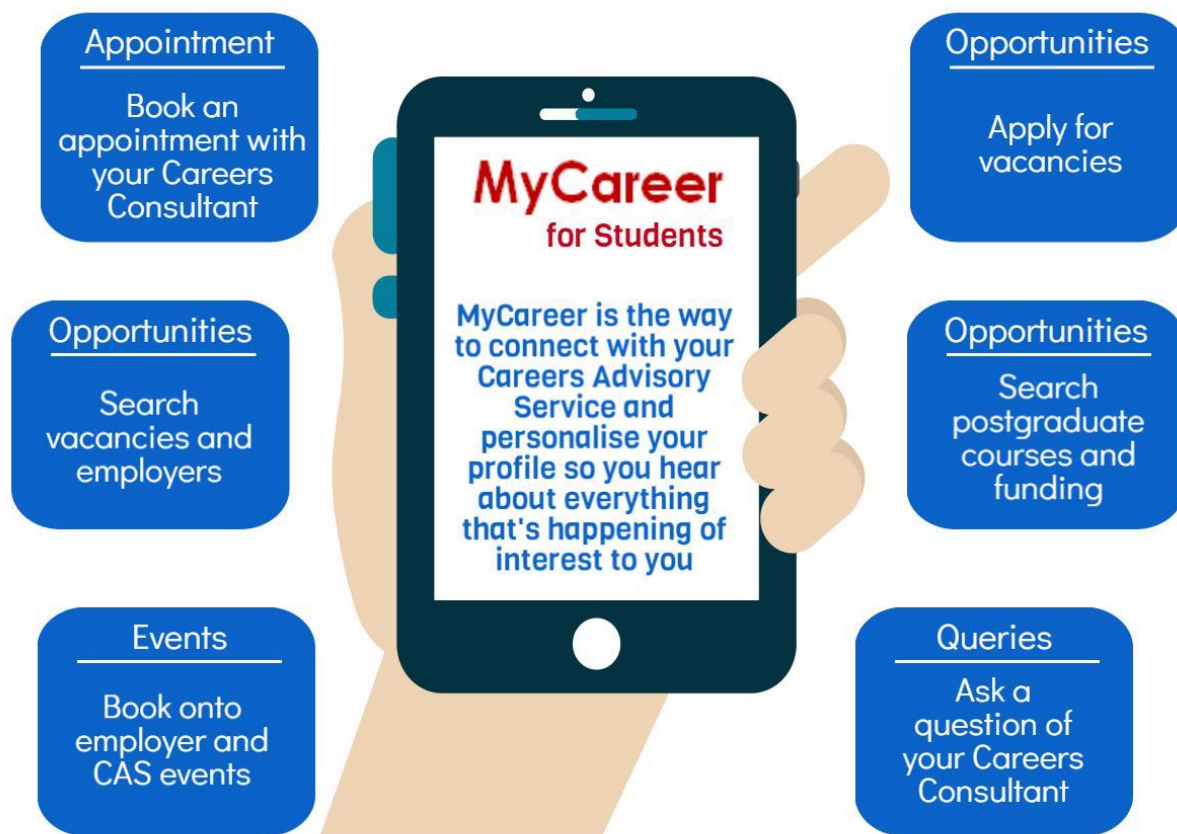 Appointment
Book an
appointment with
your Careers
Consultant
Opportunities
Search
vacancies and
employers
Events
Book onto
employer and
CAS events
MyCareer
for Students
MyCareer is the way
to connect with your
Careers Advisory
Service and
personalise your
profile so you hear
about everything
that's happening of
interest to you
Opportunities
Apply for
vacancies
Opportunities
Search
postgraduate
courses and
funding
Queries
Ask a
question of
your Careers
Consultant